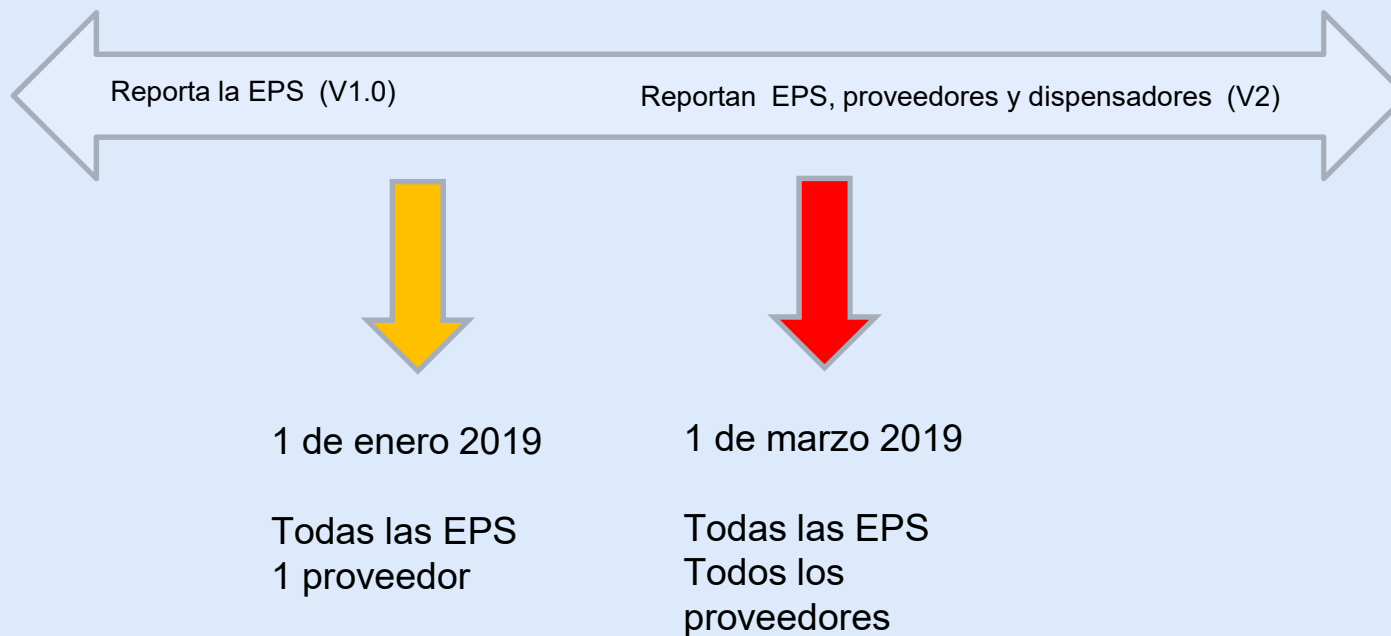 Reporta la EPS (V1.0)
Reportan EPS, proveedores y dispensadores (V2)
1 de enero 2019
Todas las EPS
1 proveedor
1 de marzo 2019
Todas las EPS
Todos los
proveedores